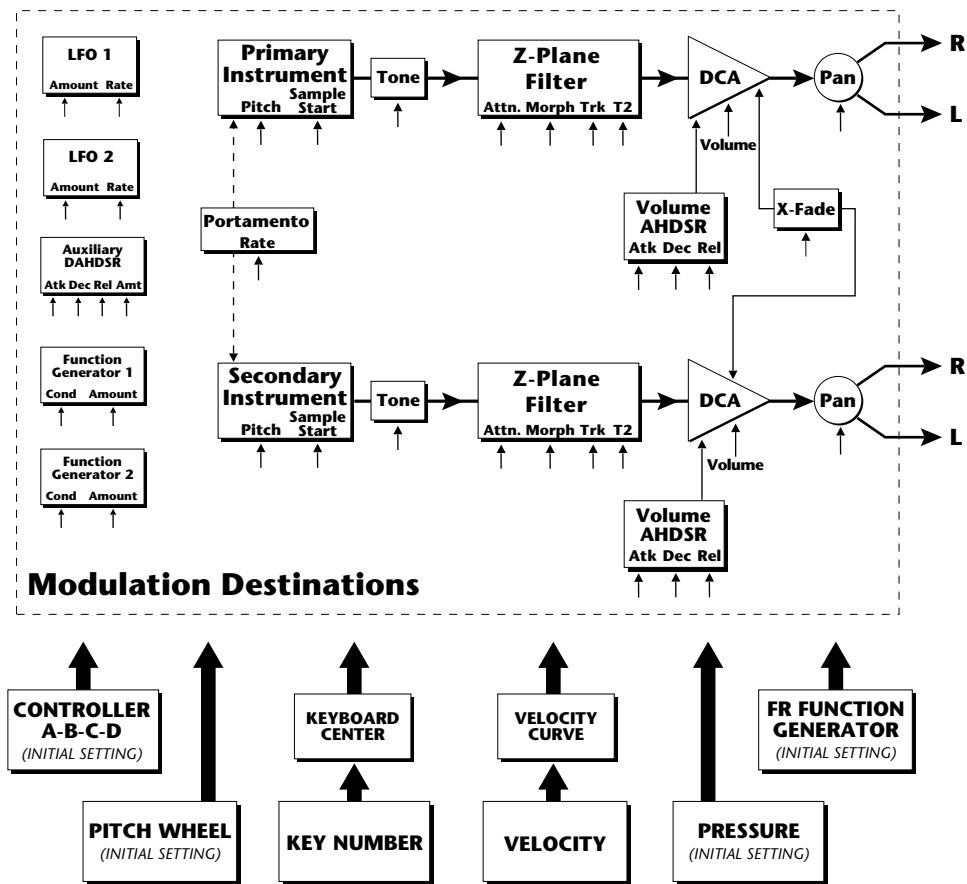 LFO 1
Amount Rate
LFO 2
Amount Rate
Auxiliary
DAHDSR
Atk Dec Rel Amt
Function
Generator 1
Cond Amount
Function
Generator 2
Cond Amount
Primary
Instrument
Sample
Pitch Start
Tone
Z-Plane
Filter
Attn. Morph Trk T2
DCA
Volume
Pan
R
L
Portamento
Rate
Volume
AHDSR
Atk Dec Rel
X-Fade
Secondary
Instrument
Sample
Pitch Start
Tone
Z-Plane
Filter
Attn. Morph Trk T2
DCA
Volume
Pan
R
L
Volume
AHDSR
Atk Dec Rel
Modulation Destinations
CONTROLLER
A-B-C-D
(INITIAL SETTING)
KEYBOARD
CENTER
VELOCITY
CURVE
FR FUNCTION
GENERATOR
(INITIAL SETTING)
PITCH WHEEL
(INITIAL SETTING)
KEY NUMBER
VELOCITY
PRESSURE
(INITIAL SETTING)